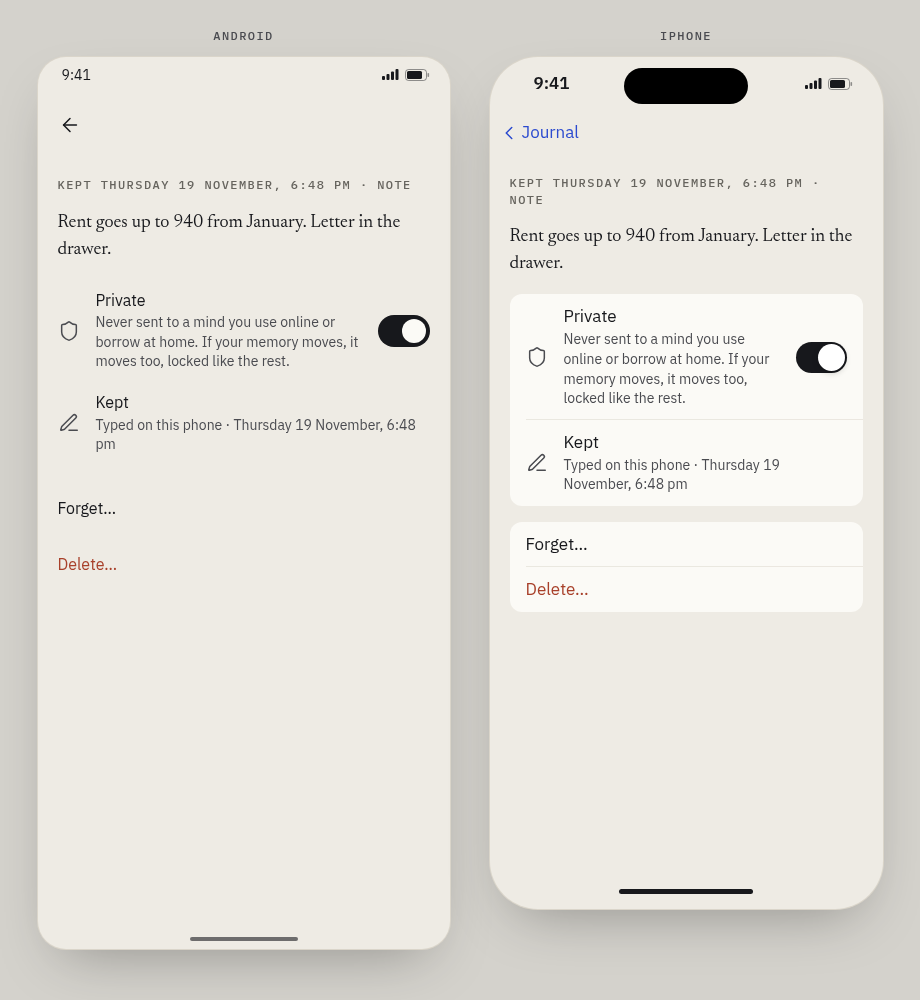 ANDROID
9:41
KEPT THURSDAY 19 NOVEMBER, 6:48 PM · NOTE
Rent goes up to 940 from January. Letter in the
drawer.
Private
Never sent to a mind you use online or
borrow at home. If your memory moves, it
moves too, locked like the rest.
Kept
Typed on this phone · Thursday 19 November, 6:48
pm
Forget…
Delete…
IPHONE
9:41
Journal
KEPT THURSDAY 19 NOVEMBER, 6:48 PM ·
NOTE
Rent goes up to 940 from January. Letter in the
drawer.
Private
Never sent to a mind you use
online or borrow at home. If your
memory moves, it moves too,
locked like the rest.
Kept
Typed on this phone · Thursday 19
November, 6:48 pm
Forget…
Delete…